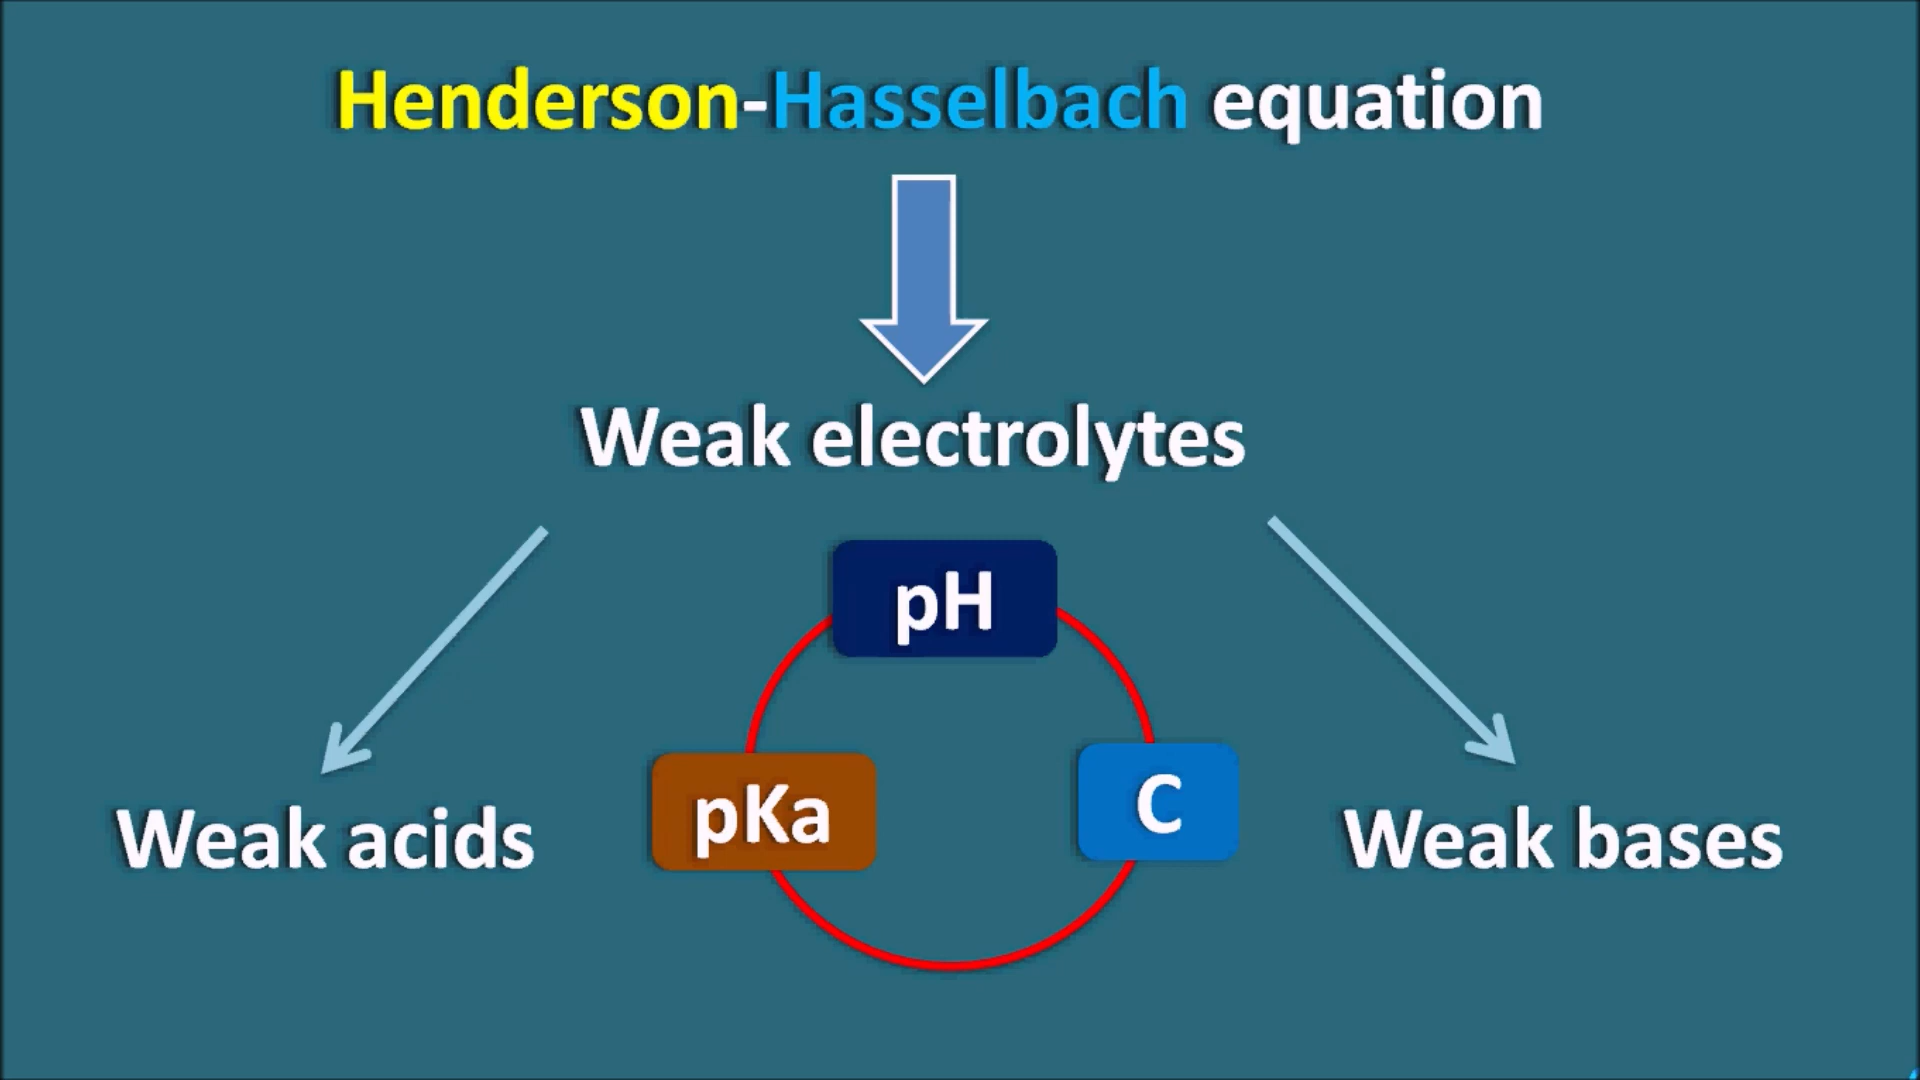 Henderson-Hasselbach equation
Weak electrolytes
pH
pKa
C
Weak acids
Weak bases